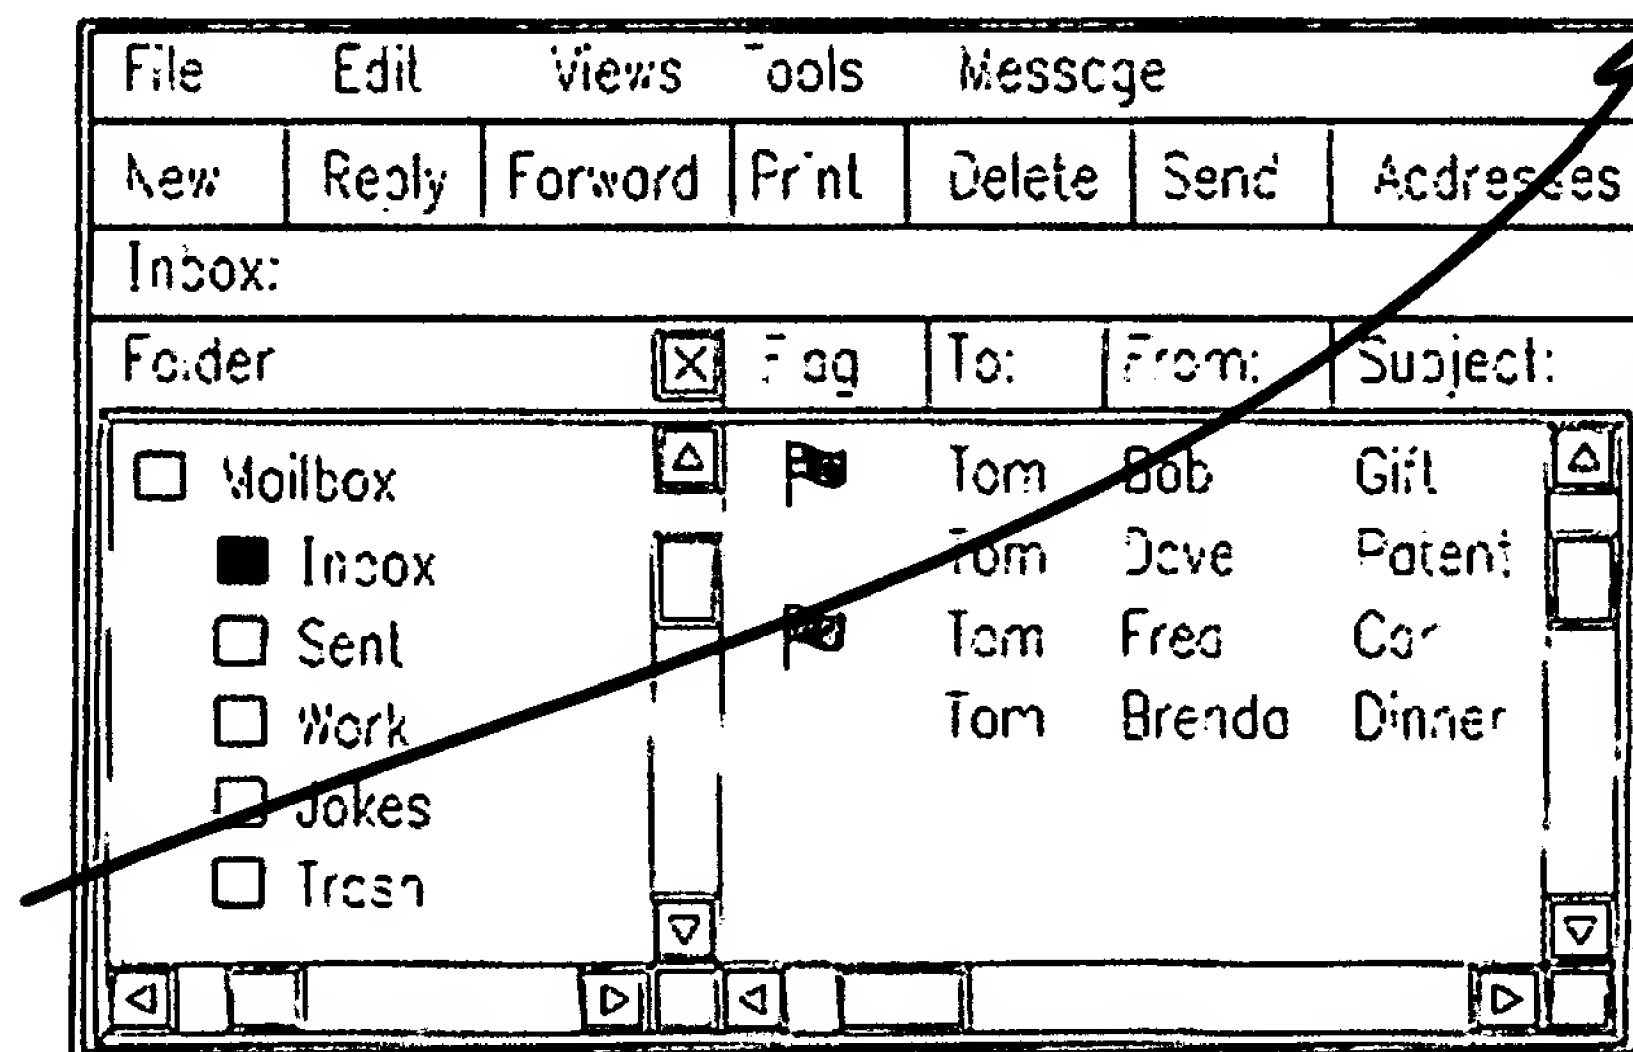 File Edit Views Tools Message
New Reply Forward Print Delete Send Addresses
Inbox:
Folder Flag To: From: Subject:
Mailbox Tom Bob Gift
Inbox Tom Dave Patent
Sent Tom Fred Car
Work Tom Brenda Dinner
Jokes
Trash